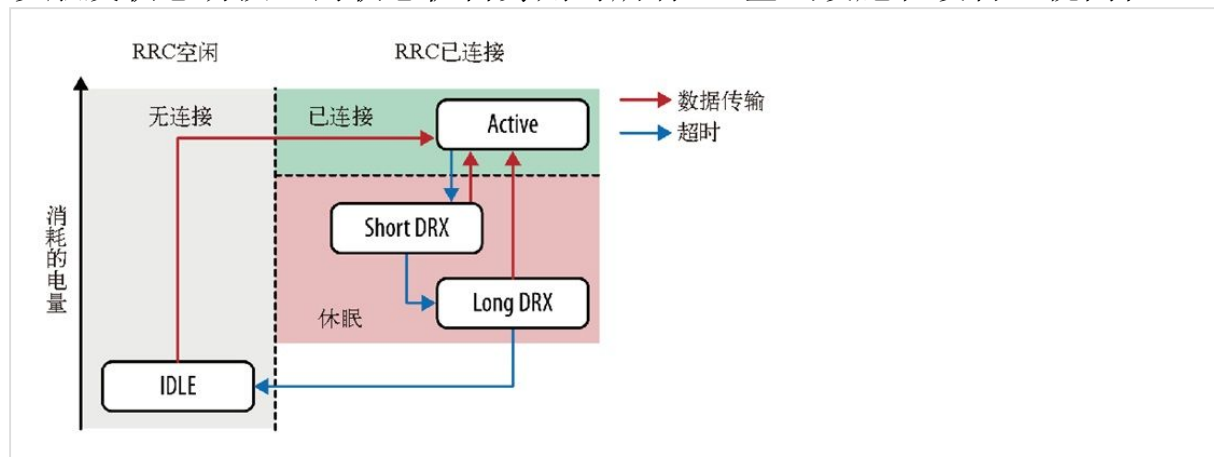 RRC空闲
RRC已连接
无连接
已连接
Active
数据传输
超时
消耗的电量
Short DRX
Long DRX
休眠
IDLE